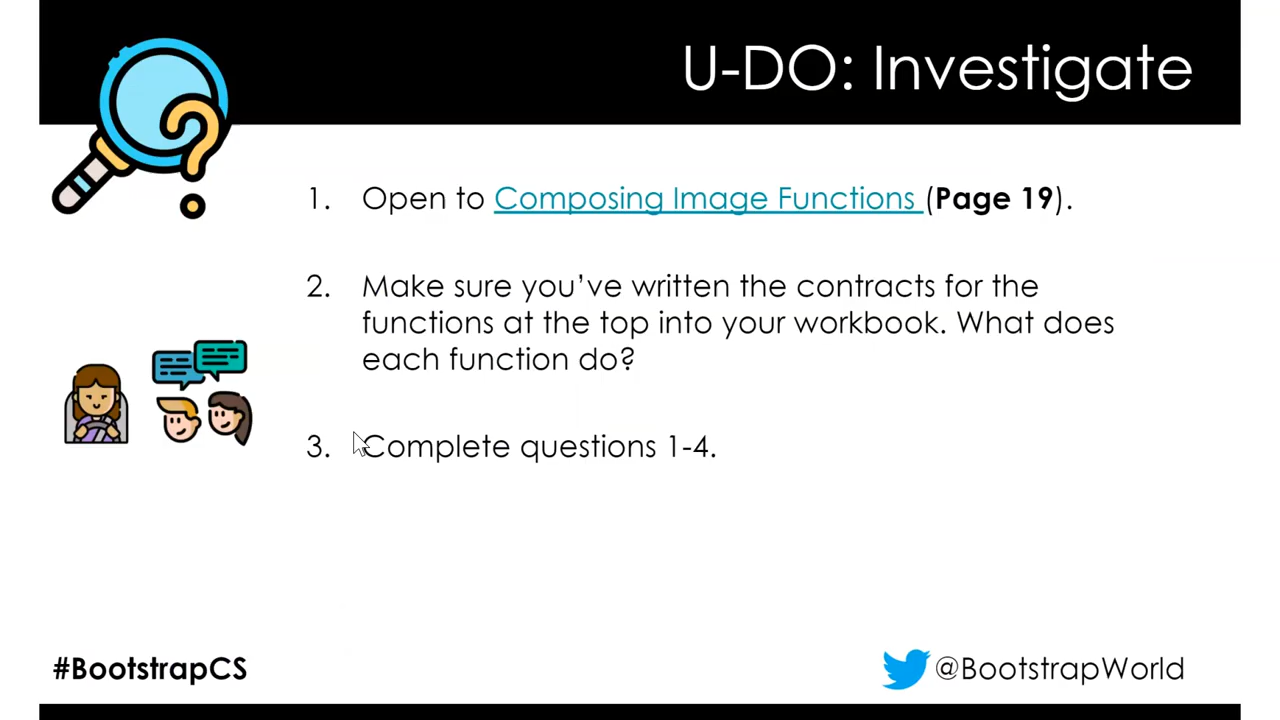 U-DO: Investigate
1. Open to Composing Image Functions (Page 19).
2. Make sure you’ve written the contracts for the
functions at the top into your workbook. What does
each function do?
3. Complete questions 1-4.
#BootstrapCS
@BootstrapWorld